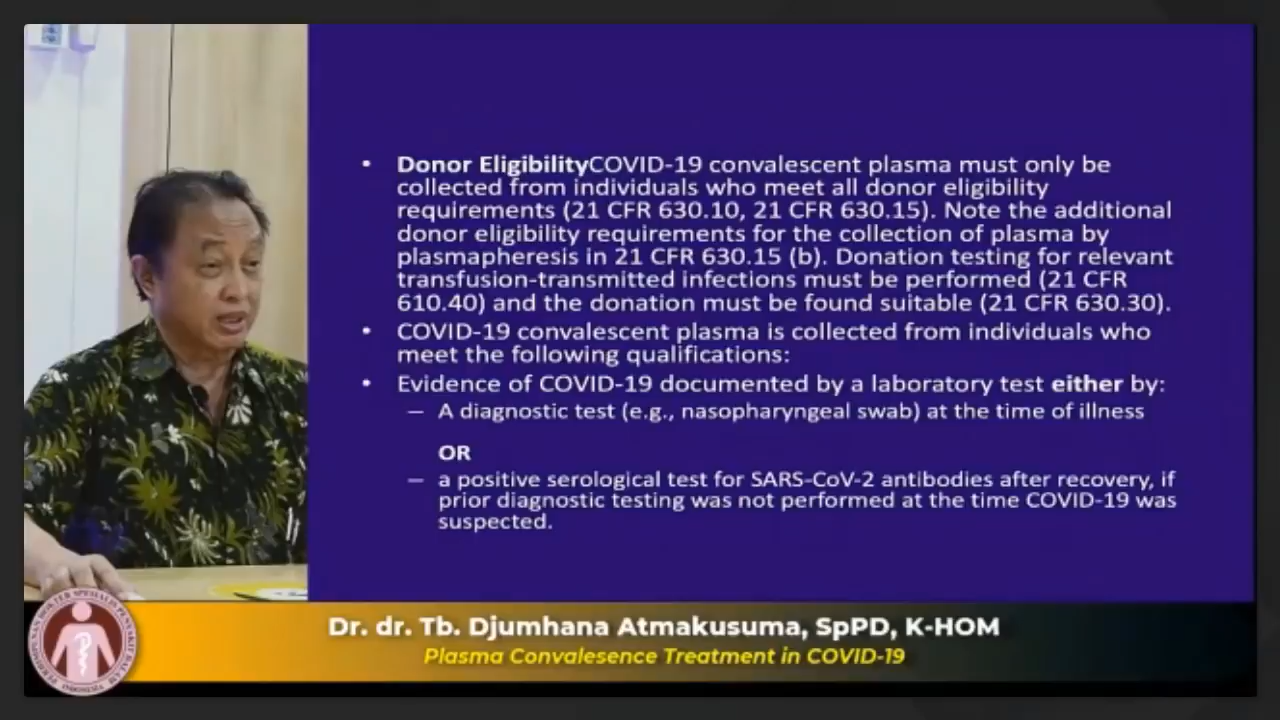 • Donor EligibilityCOVID-19 convalescent plasma must only be
collected from individuals who meet all donor eligibility
requirements (21 CFR 630.10, 21 CFR 630.15). Note the additional
donor eligibility requirements for the collection of plasma by
plasmapheresis in 21 CFR 630.15 (b). Donation testing for relevant
transfusion-transmitted infections must be performed (21 CFR
610.40) and the donation must be found suitable (21 CFR 630.30).
• COVID-19 convalescent plasma is collected from individuals who
meet the following qualifications:
• Evidence of COVID-19 documented by a laboratory test either by:
– A diagnostic test (e.g., nasopharyngeal swab) at the time of illness
OR
– a positive serological test for SARS-CoV-2 antibodies after recovery, if
prior diagnostic testing was not performed at the time COVID-19 was
suspected.
Dr. dr. Tb. Djumhana Atmakusuma, SpPD, K-HOM
Plasma Convalesence Treatment in COVID-19
PERHIMPUNAN DOKTER SPESIALIS PENYAKIT DALAM
INDONESIA